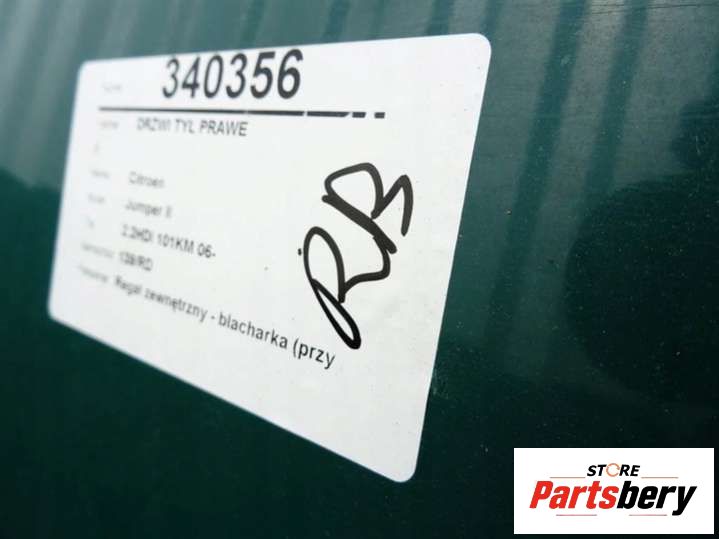 340356
DRZWI TYŁ PRAWE
Citroen
Jumper II
2.2HDI 101KM 06-
139/RD
Regał zewnętrzny - blacharka (przy
RB
STORE
Partsbery